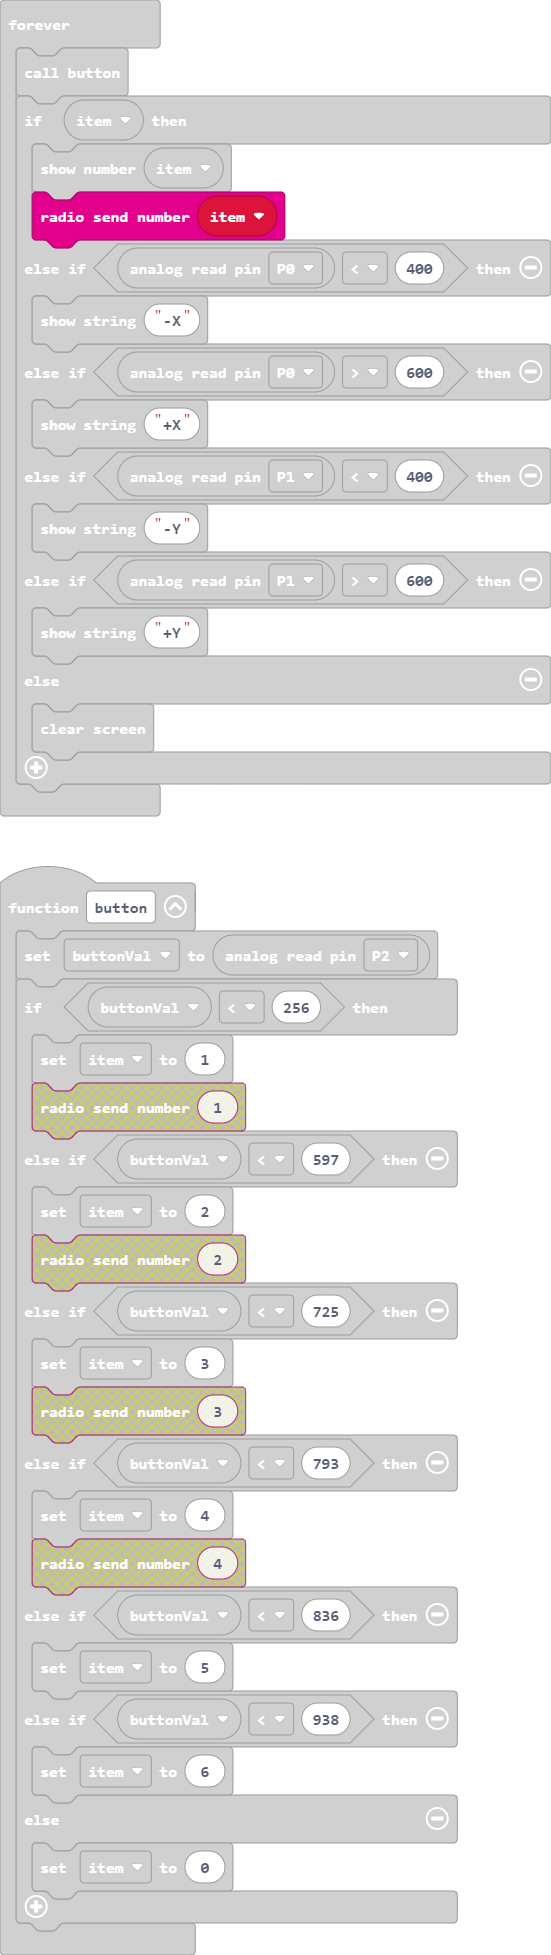 forever
call button
if item then
show number item
radio send number item
else if analog read pin P0 < 400 then
show string "-X"
else if analog read pin P0 > 600 then
show string "+X"
else if analog read pin P1 < 400 then
show string "-Y"
else if analog read pin P1 > 600 then
show string "+Y"
else
clear screen
function button
set buttonVal to analog read pin P2
if buttonVal < 256 then
set item to 1
radio send number 1
else if buttonVal < 597 then
set item to 2
radio send number 2
else if buttonVal < 725 then
set item to 3
radio send number 3
else if buttonVal < 793 then
set item to 4
radio send number 4
else if buttonVal < 836 then
set item to 5
else if buttonVal < 938 then
set item to 6
else
set item to 0